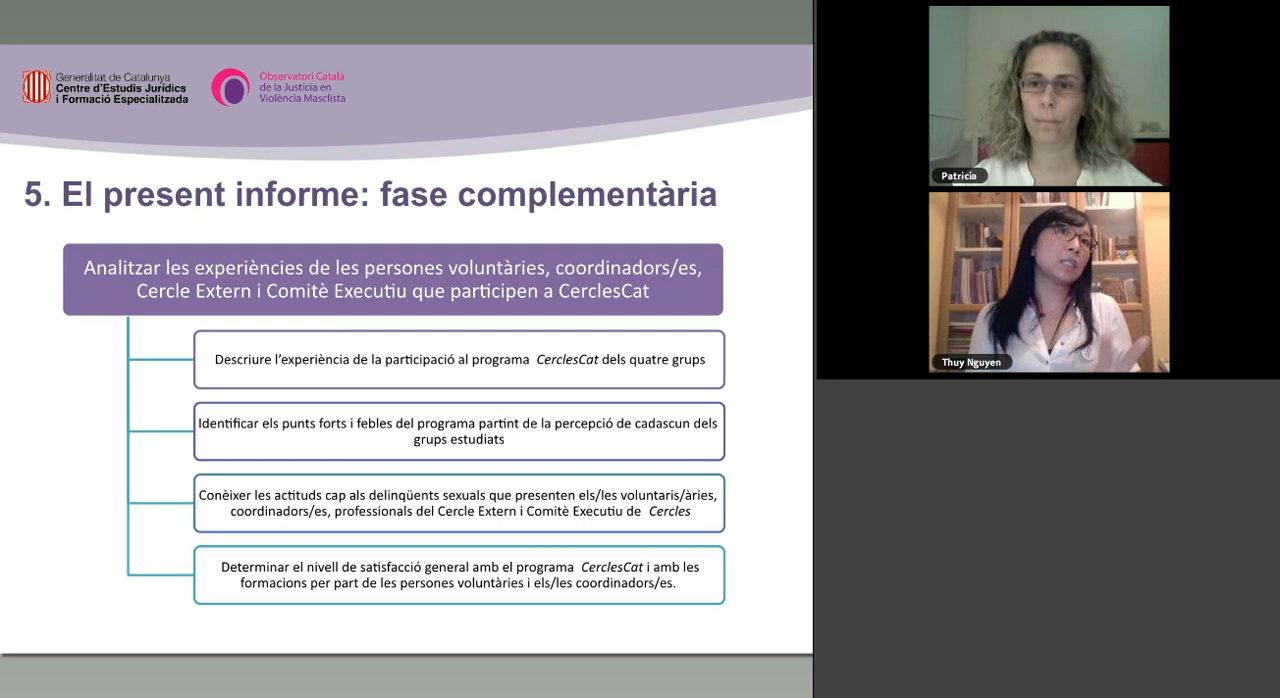 Generalitat de Catalunya
Centre d'Estudis Jurídics
i Formació Especialitzada
Observatori Català
de la Justícia en
Violència Masclista
5. El present informe: fase complementària
Analitzar les experiències de les persones voluntàries, coordinadors/es,
Cercle Extern i Comitè Executiu que participen a CerclesCat
Descriure l'experiència de la participació al programa CerclesCat dels quatre grups
Identificar els punts forts i febles del programa partint de la percepció de cadascun dels
grups estudiats
Conèixer les actituds cap als delinqüents sexuals que presenten els/les voluntaris/àries,
coordinadors/es, professionals del Cercle Extern i Comitè Executiu de Cercles
Determinar el nivell de satisfacció general amb el programa CerclesCat i amb les
formacions per part de les persones voluntàries i els/les coordinadors/es.
Patricia
Thuy Nguyen